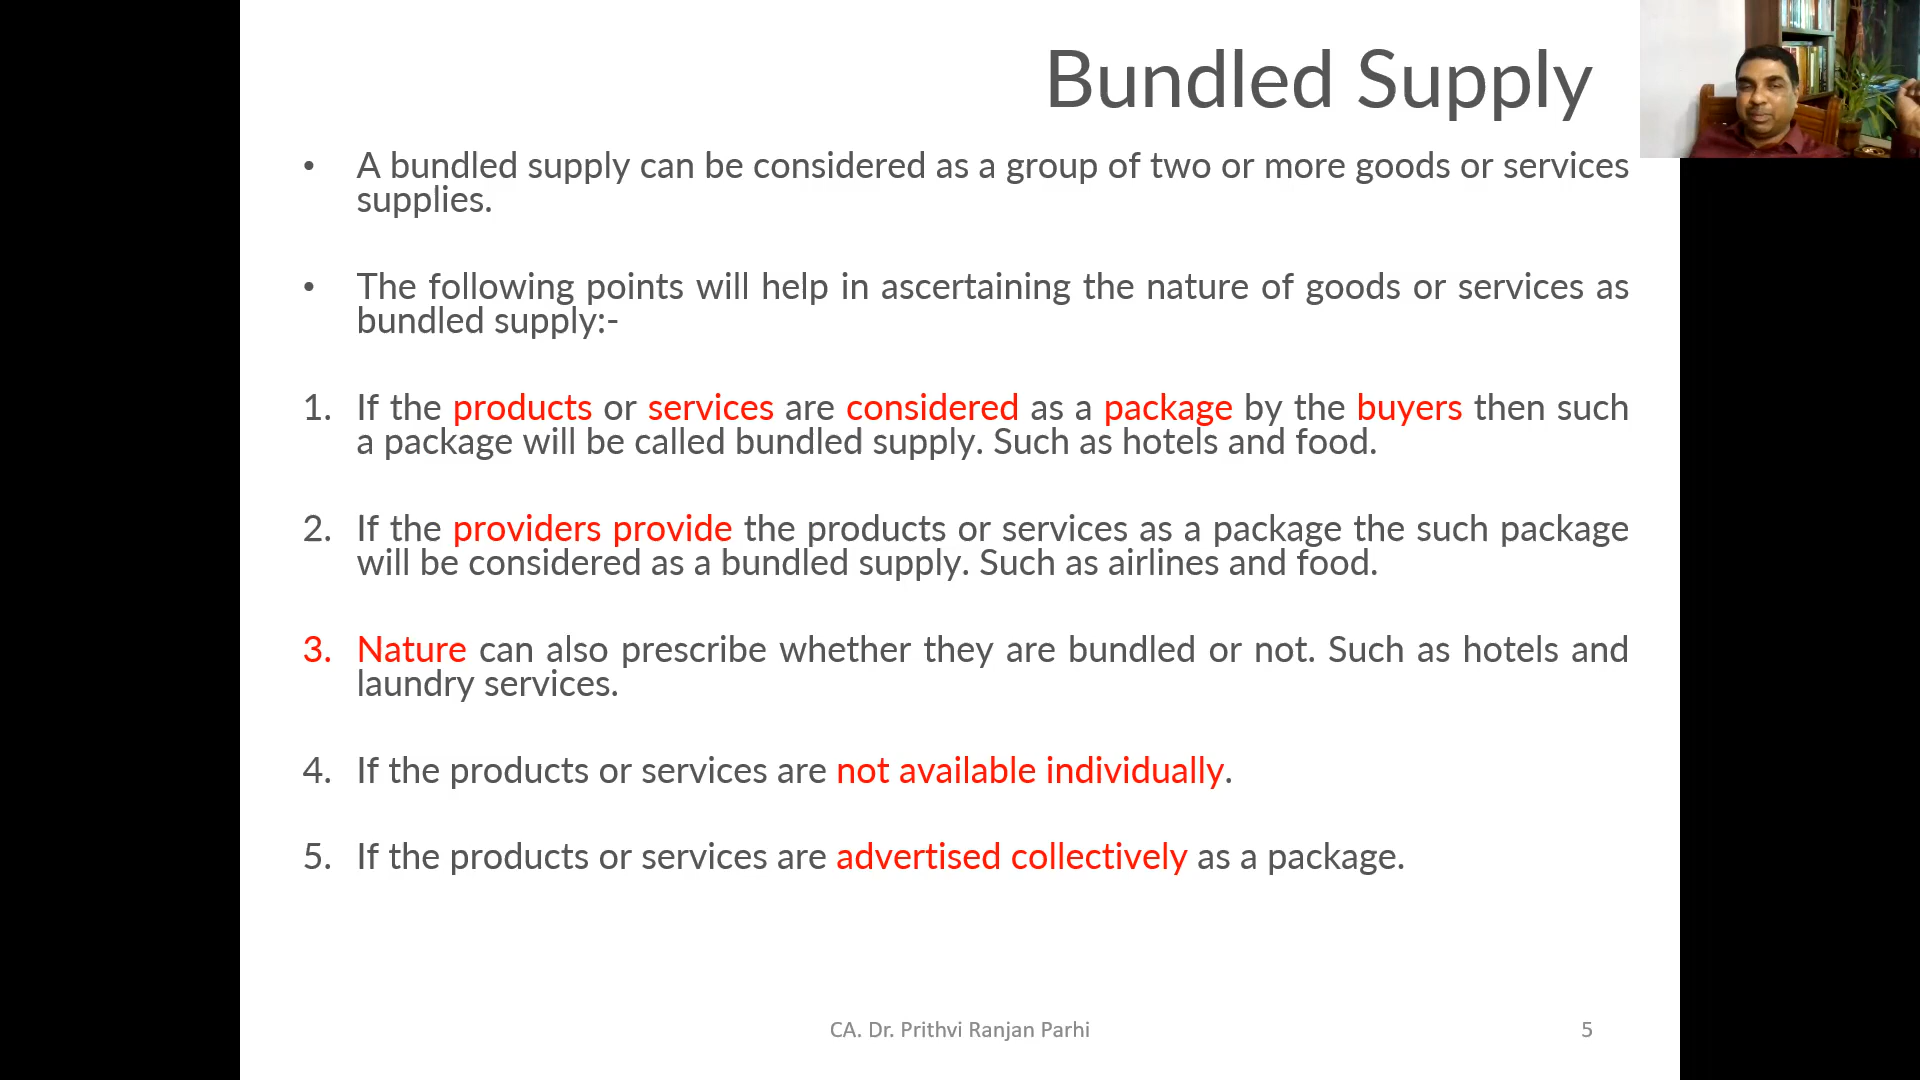 Bundled Supply
• A bundled supply can be considered as a group of two or more goods or services
supplies.
• The following points will help in ascertaining the nature of goods or services as
bundled supply:-
1. If the products or services are considered as a package by the buyers then such
a package will be called bundled supply. Such as hotels and food.
2. If the providers provide the products or services as a package the such package
will be considered as a bundled supply. Such as airlines and food.
3. Nature can also prescribe whether they are bundled or not. Such as hotels and
laundry services.
4. If the products or services are not available individually.
5. If the products or services are advertised collectively as a package.
CA. Dr. Prithvi Ranjan Parhi
5